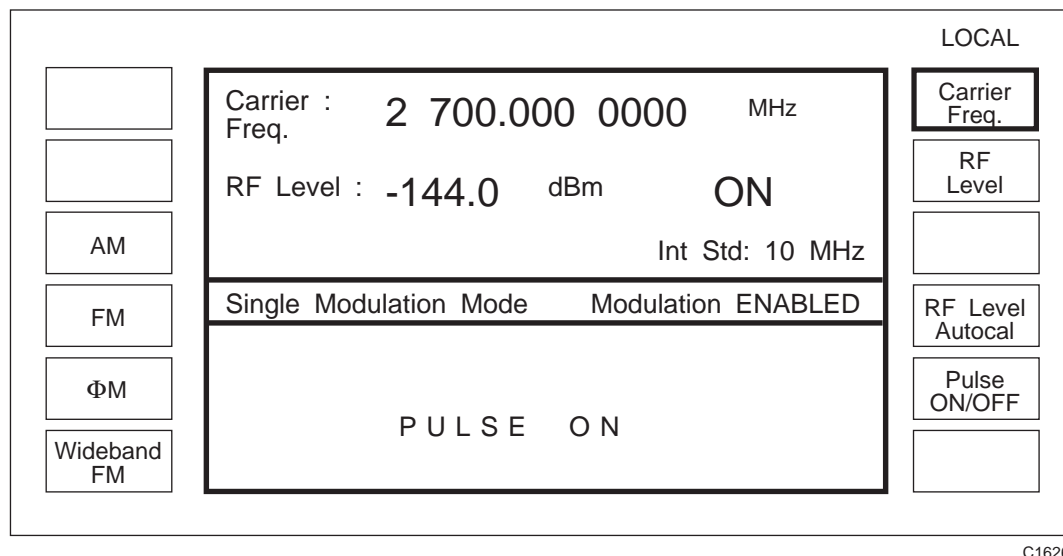 LOCAL
Carrier :
Freq.
2 700.000 0000 MHz
RF Level : -144.0 dBm ON
Int Std: 10 MHz
Single Modulation Mode Modulation ENABLED
PULSE ON
AM
FM
ΦM
Wideband
FM
Carrier
Freq.
RF
Level
RF Level
Autocal
Pulse
ON/OFF